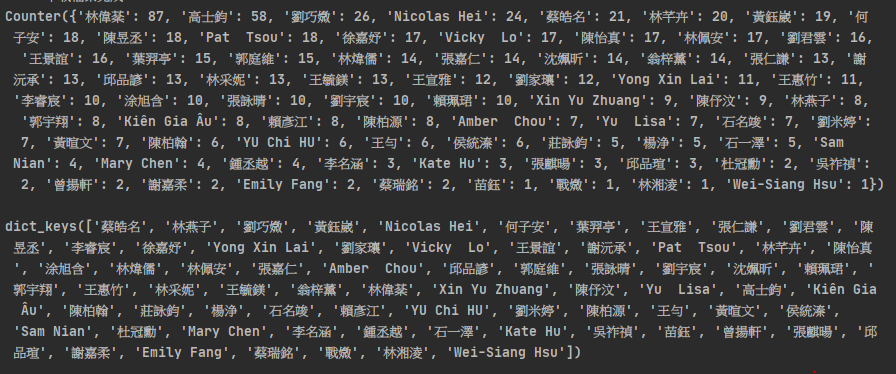 Counter({'林偉棻': 87, '高士鈞': 58, '劉巧嫩': 26, 'Nicolas Hei': 24, '蔡皓名': 21, '林芊卉': 20, '黃鈺崴': 19, '何
子安': 18, '陳昱丞': 18, 'Pat  Tsou': 18, '徐嘉妤': 17, 'Vicky  Lo': 17, '陳怡真': 17, '林佩安': 17, '劉君雲': 16,
'王景誼': 16, '葉羿亭': 15, '郭庭維': 15, '林煒儒': 14, '張嘉仁': 14, '沈姵昕': 14, '翁梓薰': 14, '張仁謙': 13, '謝
沅承': 13, '邱品諺': 13, '林采妮': 13, '王毓鎂': 13, '王宣雅': 12, '劉家瓖': 12, 'Yong Xin Lai': 11, '王惠竹': 11,
'李睿宸': 10, '涂旭含': 10, '張詠晴': 10, '劉宇宸': 10, '賴珮珺': 10, 'Xin Yu Zhuang': 9, '陳伃汶': 9, '林燕子': 8,
'郭宇翔': 8, 'Kiên Gia Âu': 8, '賴彥江': 8, '陳柏源': 8, 'Amber  Chou': 7, 'Yu  Lisa': 7, '石名竣': 7, '劉米婷':
7, '黃暄文': 7, '陳柏翰': 6, 'YU Chi HU': 6, '王勻': 6, '侯統溱': 6, '莊詠鈞': 5, '楊淨': 5, '石一澤': 5, 'Sam
Nian': 4, 'Mary Chen': 4, '鍾丞越': 4, '李名涵': 3, 'Kate Hu': 3, '張麒暘': 3, '邱品瑄': 3, '杜冠勳': 2, '吳祚禎':
2, '曾揚軒': 2, '謝嘉柔': 2, 'Emily Fang': 2, '蔡瑞銘': 2, '苗鈺': 1, '戰嫩': 1, '林湘淩': 1, 'Wei-Siang Hsu': 1})
dict_keys(['蔡皓名', '林燕子', '劉巧嫩', '黃鈺崴', 'Nicolas Hei', '何子安', '葉羿亭', '王宣雅', '張仁謙', '劉君雲', '陳
昱丞', '李睿宸', '徐嘉妤', 'Yong Xin Lai', '劉家瓖', 'Vicky  Lo', '王景誼', '謝沅承', 'Pat  Tsou', '林芊卉', '陳怡真
', '涂旭含', '林煒儒', '林佩安', '張嘉仁', 'Amber  Chou', '邱品諺', '郭庭維', '張詠晴', '劉宇宸', '沈姵昕', '賴珮珺', '
郭宇翔', '王惠竹', '林采妮', '王毓鎂', '翁梓薰', '林偉棻', 'Xin Yu Zhuang', '陳伃汶', 'Yu  Lisa', '高士鈞', 'Kiên Gia
Âu', '陳柏翰', '莊詠鈞', '楊淨', '石名竣', '賴彥江', 'YU Chi HU', '劉米婷', '陳柏源', '王勻', '黃暄文', '侯統溱',
'Sam Nian', '杜冠勳', 'Mary Chen', '李名涵', '鍾丞越', '石一澤', 'Kate Hu', '吳祚禎', '苗鈺', '曾揚軒', '張麒暘', '邱
品瑄', '謝嘉柔', 'Emily Fang', '蔡瑞銘', '戰嫩', '林湘淩', 'Wei-Siang Hsu'])